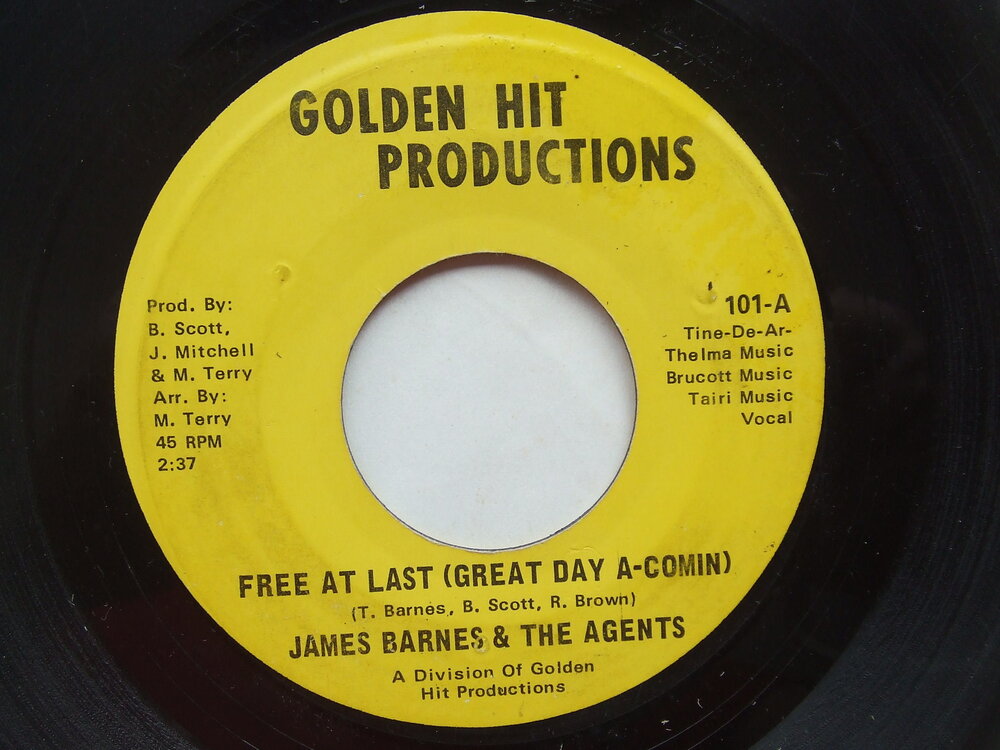 GOLDEN HIT
PRODUCTIONS
Prod. By:
B. Scott,
J. Mitchell
& M. Terry
Arr. By:
M. Terry
45 RPM
2:37
101-A
Tine-De-Ar-
Thelma Music
Brucott Music
Tairi Music
Vocal
FREE AT LAST (GREAT DAY A-COMIN)
(T. Barnes, B. Scott, R. Brown)
JAMES BARNES & THE AGENTS
A Division Of Golden
Hit Productions